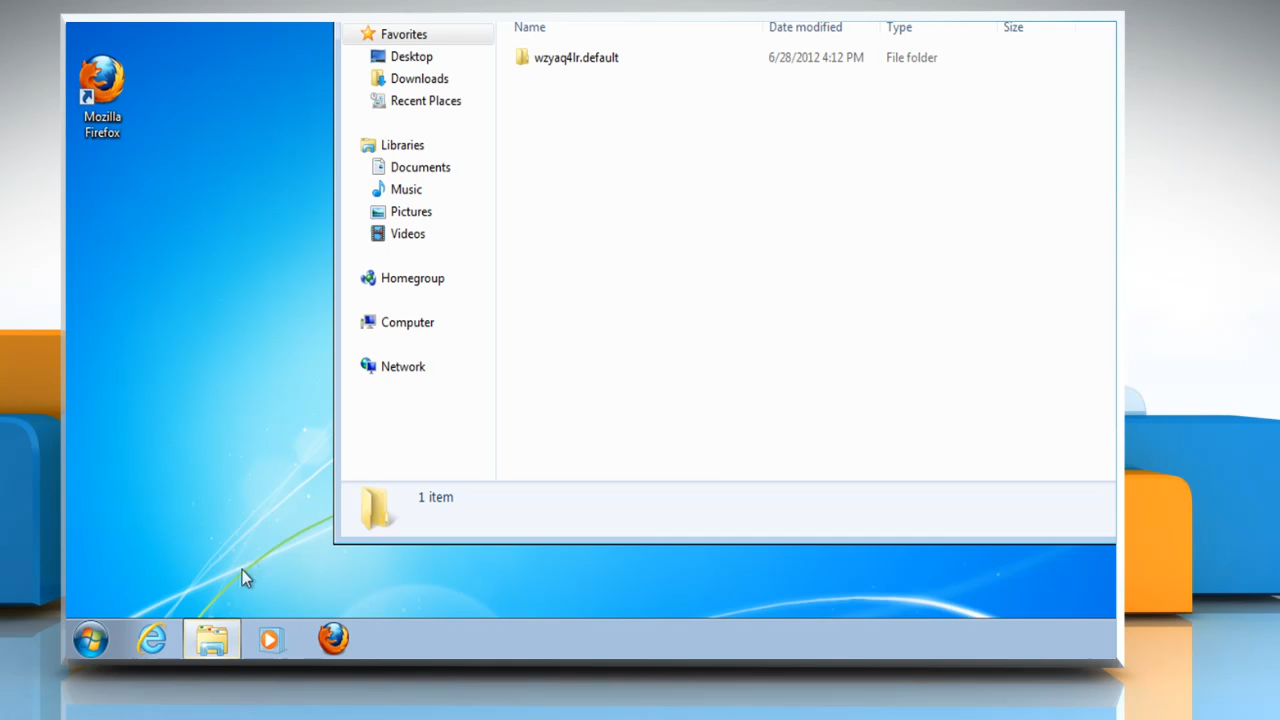 Mozilla
Firefox
Favorites
Desktop
Downloads
Recent Places
Libraries
Documents
Music
Pictures
Videos
Homegroup
Computer
Network
Name Date modified Type Size
wzyaq4lr.default 6/28/2012 4:12 PM File folder
1 item